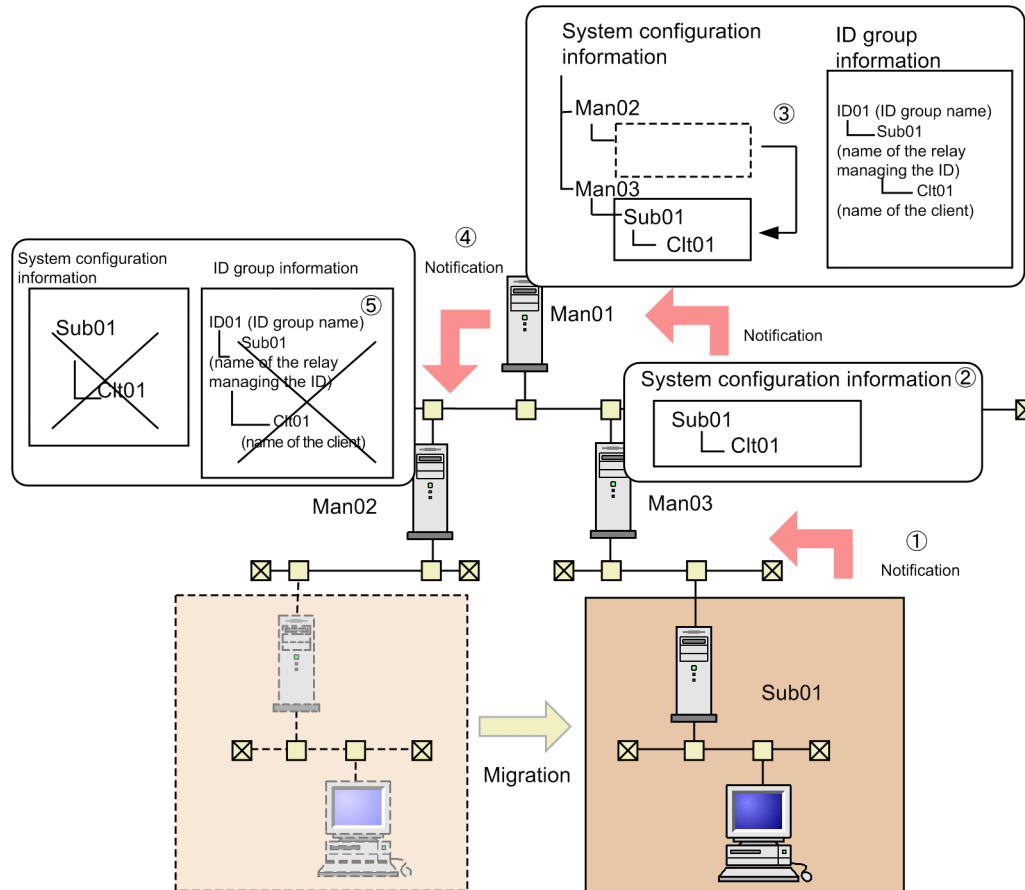 System configuration
information
Man02
③
Man03
Sub01
Clt01
ID group
information
ID01 (ID group name)
Sub01
(name of the relay
managing the ID)
Clt01
(name of the client)
④
Notification
System configuration
information
Sub01
Clt01
ID group information
⑤
ID01 (ID group name)
Sub01
(name of the relay
managing the ID)
Clt01
(name of the client)
Man01
Notification
System configuration information ②
Sub01
Clt01
Man02
Man03
①
Notification
Sub01
Migration